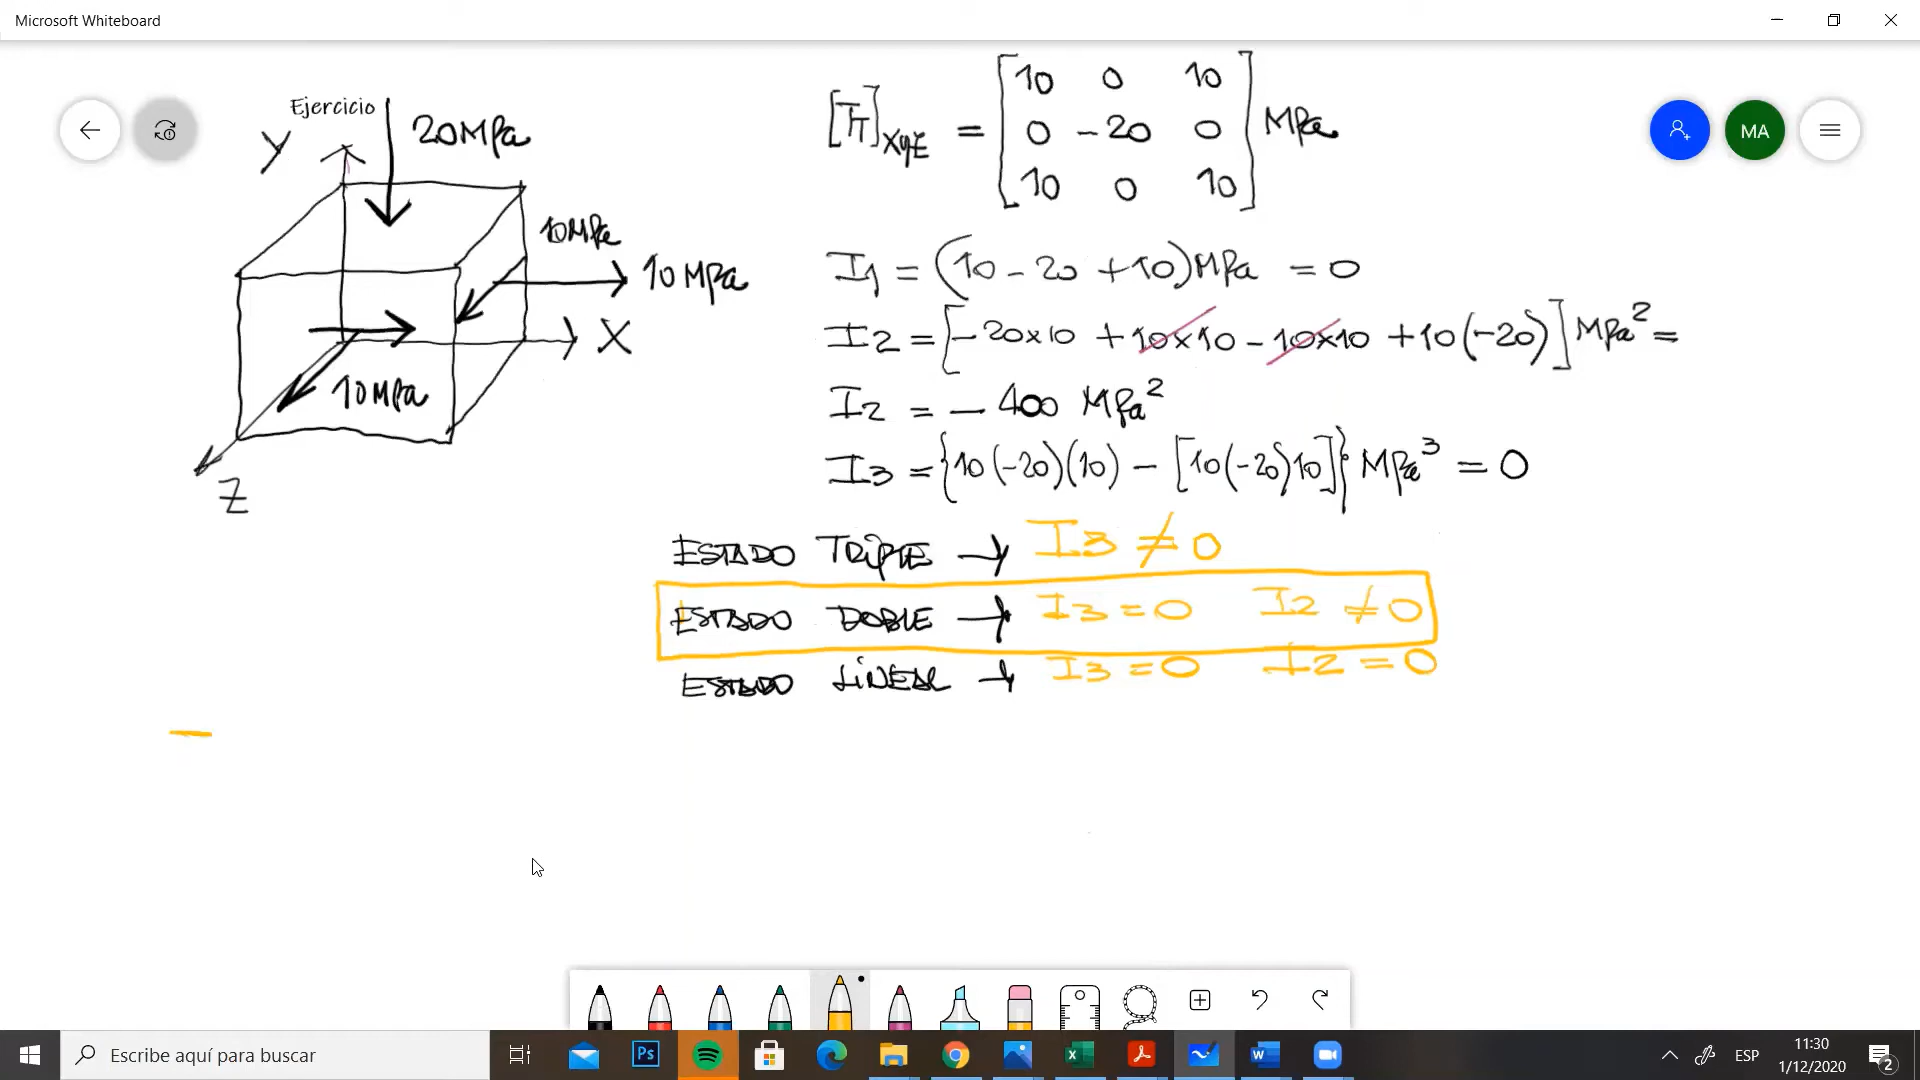 Microsoft Whiteboard
Ejercicio
Y
20MPa
10MPa
10MPa
X
10MPa
Z
[T]xyz = [10 0 10
0 -20 0
10 0 10] MPa
I1 = (10 - 20 + 10)MPa = 0
I2 = [-20x10 + 10x10 - 10x10 + 10(-20)] MPa² =
I2 = - 400 MPa²
I3 = {10(-20)(10) - [10(-20)10]} MPa³ = 0
ESTADO TRIPLE → I3 ≠ 0
ESTADO DOBLE → I3 = 0 I2 ≠ 0
ESTADO LINEAL → I3 = 0 I2 = 0
MA
Escribe aquí para buscar
Ps
ESP
11:30
1/12/2020
2